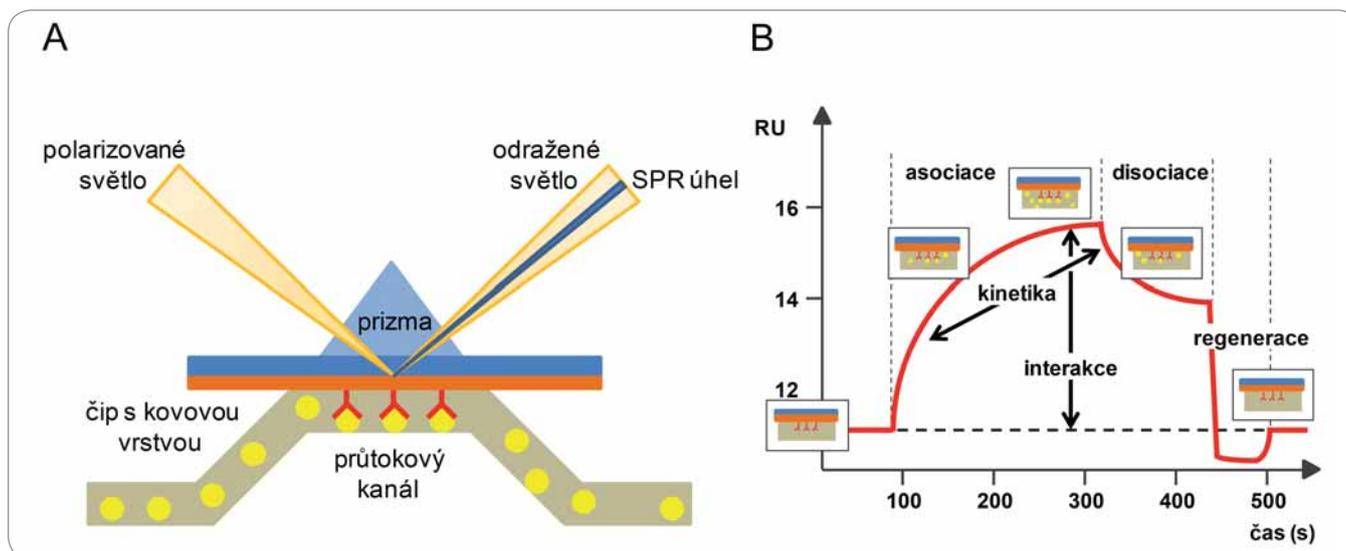 A
polarizované
světlo
odražené
světlo
SPR úhel
prizma
čip s kovovou
vrstvou
průtokový
kanál
B
RU
asociace
disociace
16
14
12
kinetika
interakce
regenerace
100
200
300
400
500
čas (s)